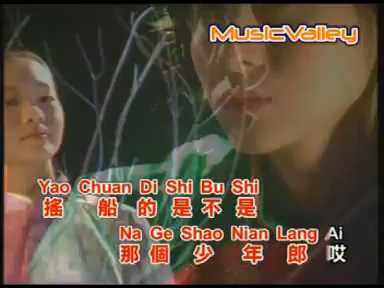 MusicValley
Yao Chuan Di Shi Bu Shi
搖 船 的 是 不 是
Na Ge Shao Nian Lang Ai
那 個 少 年 郎 哎